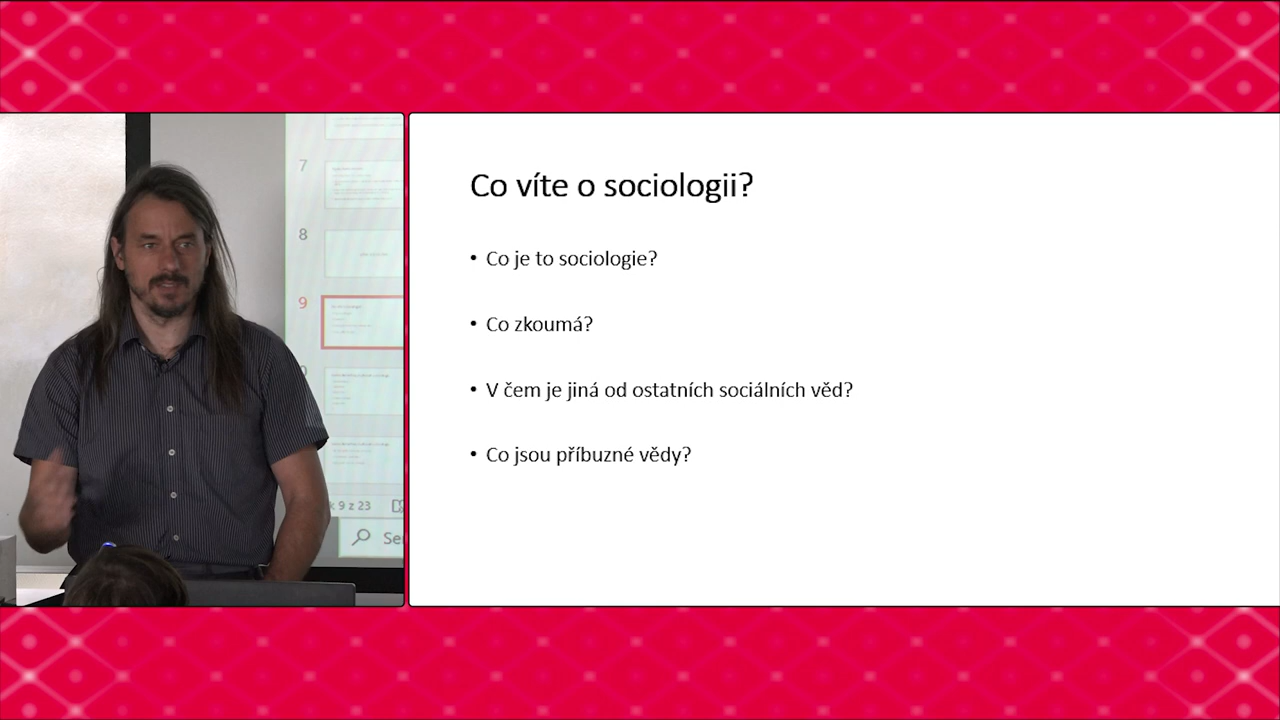 7
8
9
k 9 z 23
Co víte o sociologii?
• Co je to sociologie?
• Co zkoumá?
• V čem je jiná od ostatních sociálních věd?
• Co jsou příbuzné vědy?